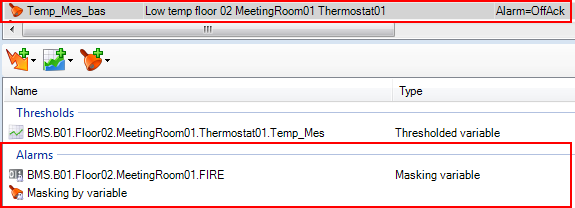 Temp_Mes_bas Low temp floor 02 MeetingRoom01 Thermostat01 Alarm=OffAck
Name Type
Thresholds
BMS.B01.Floor02.MeetingRoom01.Thermostat01.Temp_Mes Thresholded variable
Alarms
BMS.B01.Floor02.MeetingRoom01.FIRE Masking variable
Masking by variable